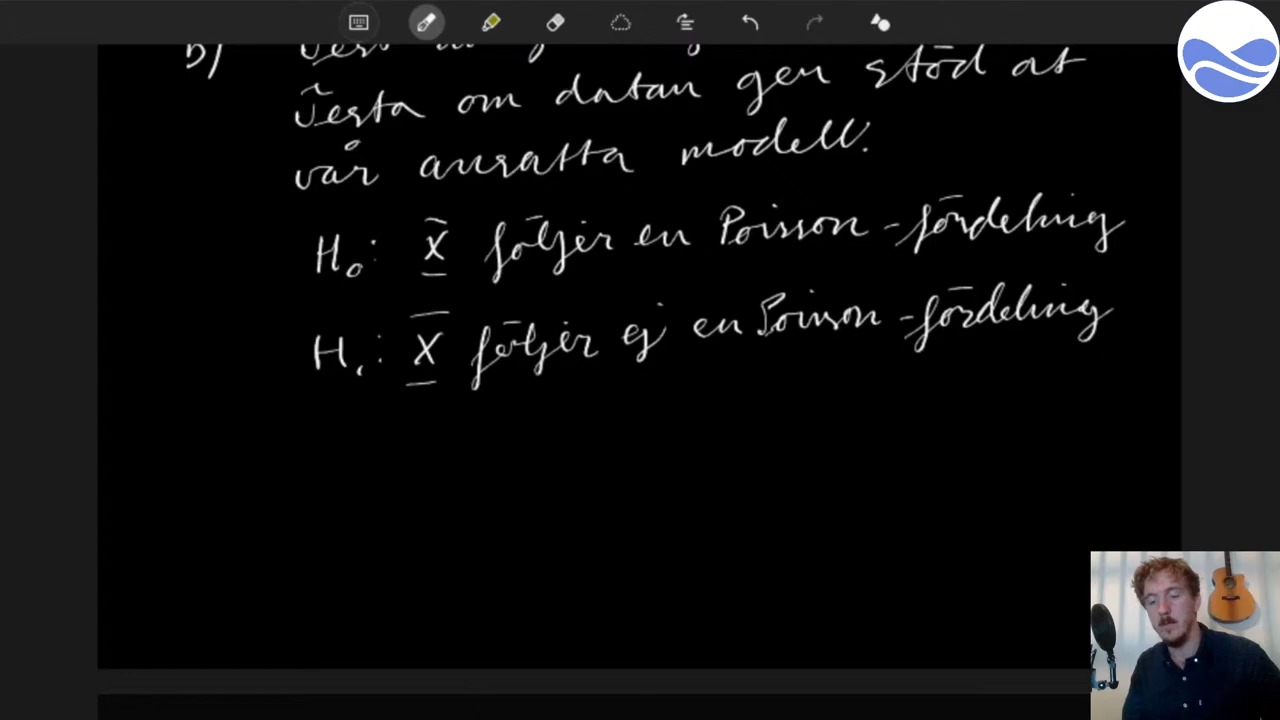 b)
Testa om datan ger stöd åt
vår ansatta modell.
H₀: X följer en Poisson-fördelning
H₁: X följer ej en Poisson-fördelning